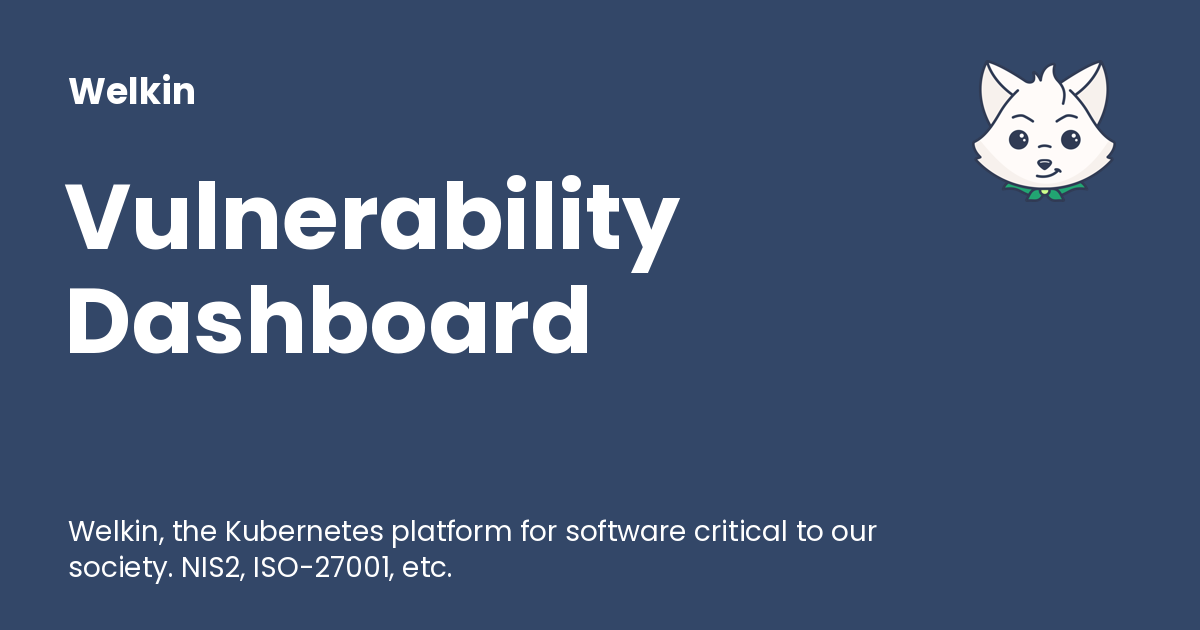 Welkin
Vulnerability
Dashboard
Welkin, the Kubernetes platform for software critical to our
society. NIS2, ISO-27001, etc.